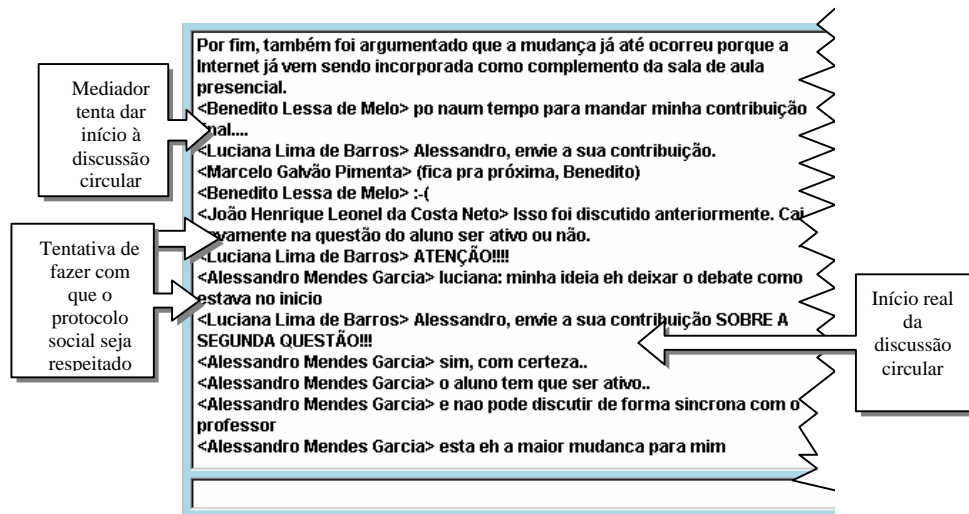 Mediador
tenta dar
início à
discussão
circular
Tentativa de
fazer com
que o
protocolo
social seja
respeitado
Por fim, também foi argumentado que a mudança já até ocorreu porque a
Internet já vem sendo incorporada como complemento da sala de aula
presencial.
<Benedito Lessa de Melo> po naum tempo para mandar minha contribuição
inal....
<Luciana Lima de Barros> Alessandro, envie a sua contribuição.
<Marcelo Galvão Pimenta> (fica pra próxima, Benedito)
<Benedito Lessa de Melo> :-(
<João Henrique Leonel da Costa Neto> Isso foi discutido anteriormente. Cai
vamente na questão do aluno ser ativo ou não.
<Luciana Lima de Barros> ATENÇÃO!!!!
<Alessandro Mendes Garcia> luciana: minha ideia eh deixar o debate como
estava no inicio
<Luciana Lima de Barros> Alessandro, envie a sua contribuição SOBRE A
SEGUNDA QUESTÃO!!!
<Alessandro Mendes Garcia> sim, com certeza..
<Alessandro Mendes Garcia> o aluno tem que ser ativo..
<Alessandro Mendes Garcia> e nao pode discutir de forma sincrona com o
professor
<Alessandro Mendes Garcia> esta eh a maior mudanca para mim
Início real
da
discussão
circular